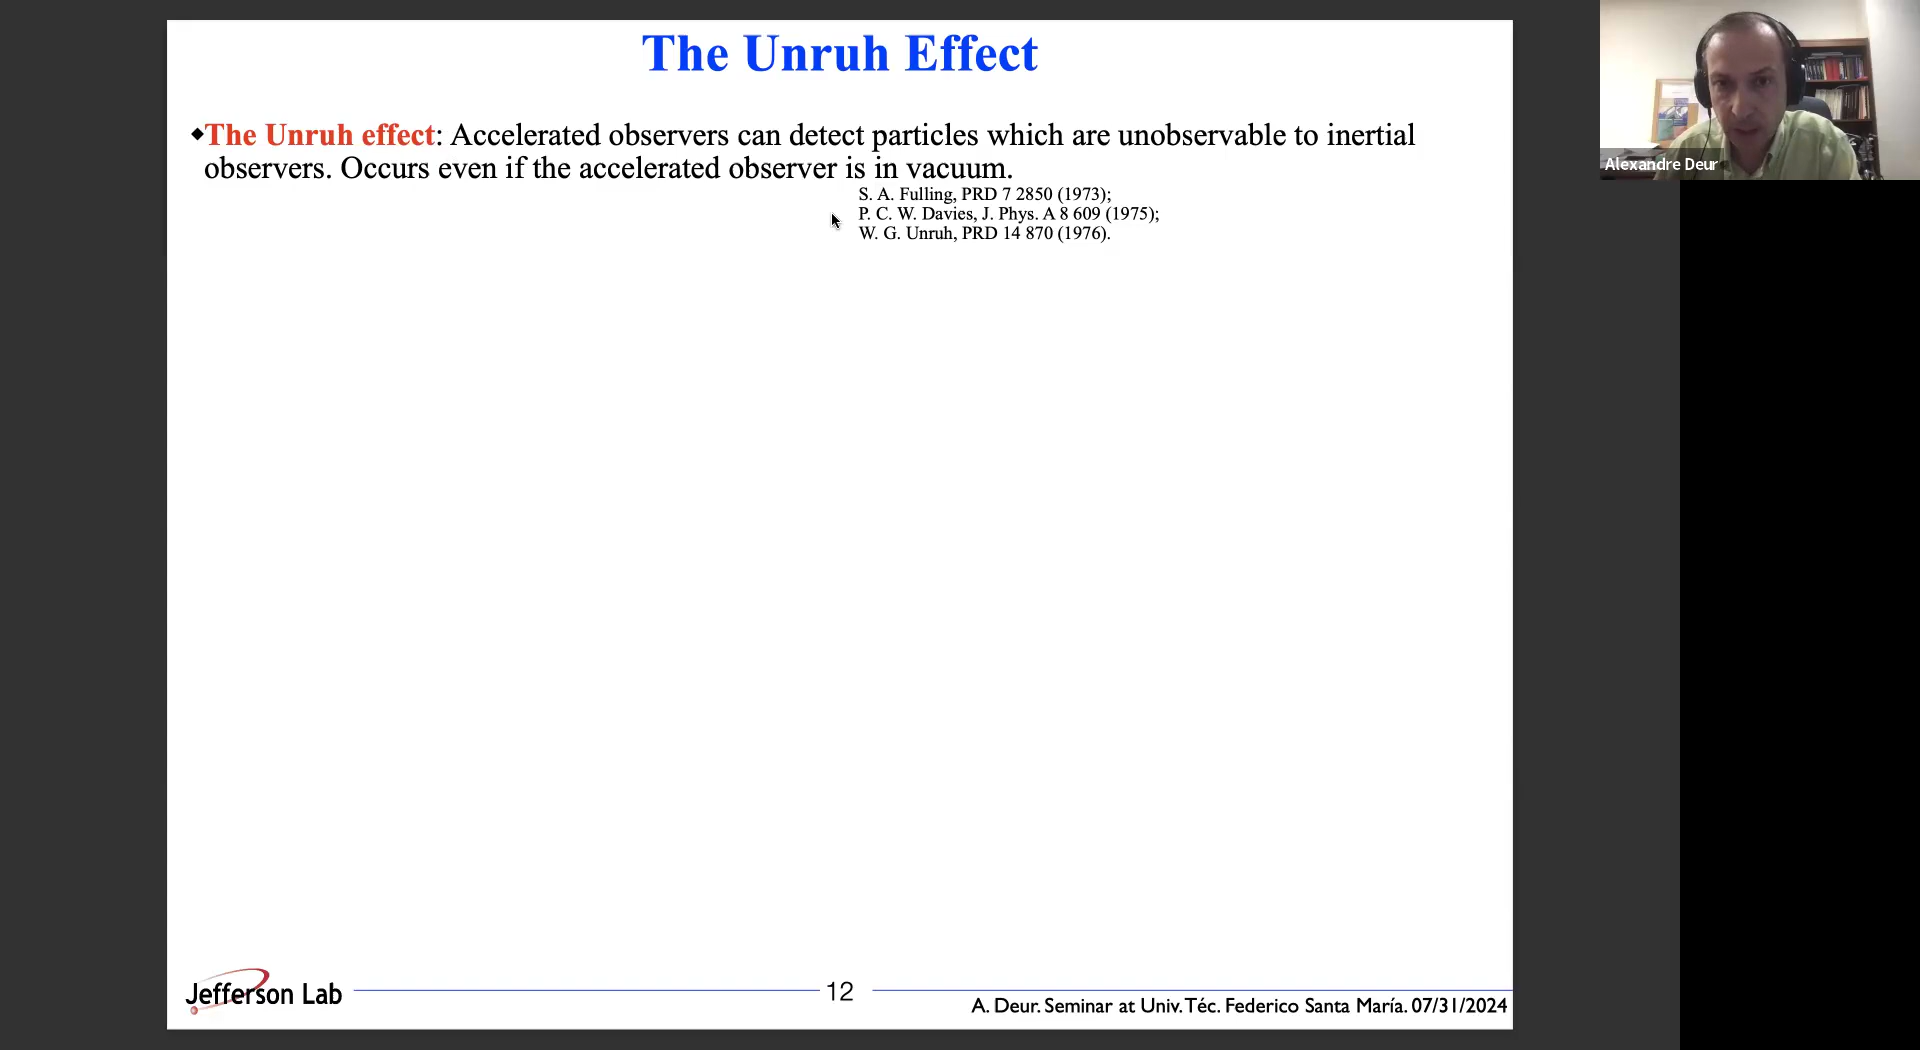 The Unruh Effect
Alexandre Deur
◆The Unruh effect: Accelerated observers can detect particles which are unobservable to inertial
observers. Occurs even if the accelerated observer is in vacuum.
S. A. Fulling, PRD 7 2850 (1973);
P. C. W. Davies, J. Phys. A 8 609 (1975);
W. G. Unruh, PRD 14 870 (1976).
Jefferson Lab
12
A. Deur. Seminar at Univ. Téc. Federico Santa María. 07/31/2024